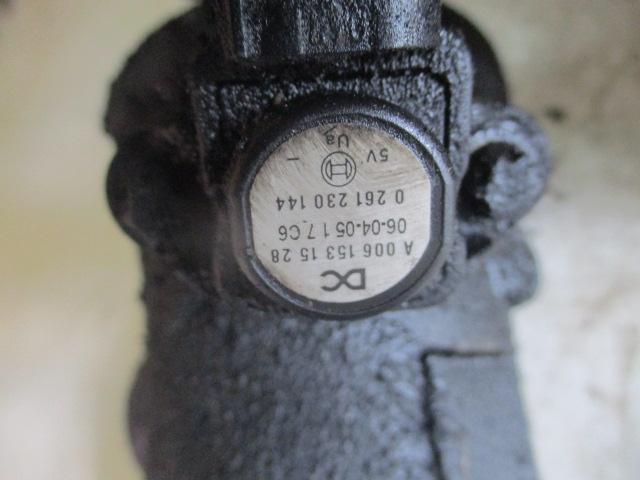 DC
A 006 153 15 28
06-04-05 1 7 C6
0 261 230 144
5V Ua –